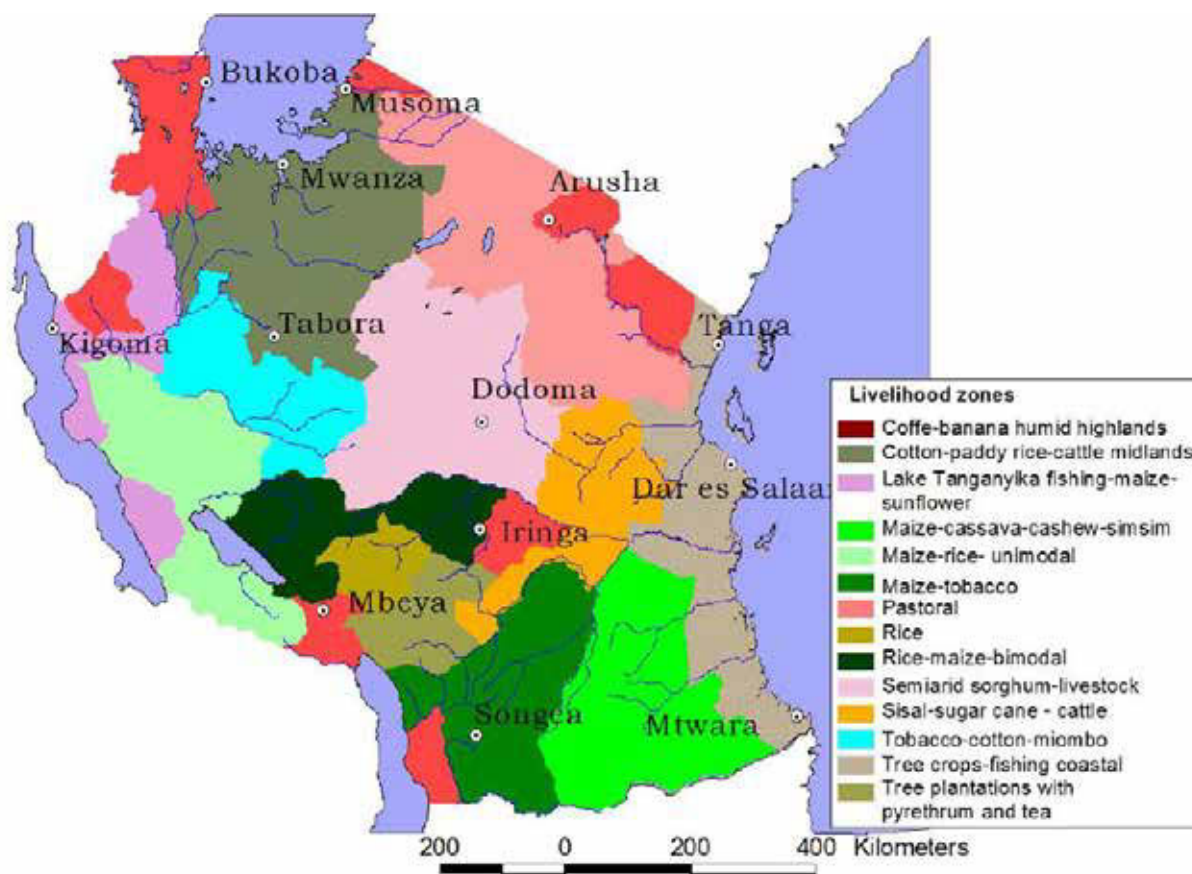 Bukoba
Musoma
Mwanza
Arusha
Kigoma
Tabora
Tanga
Dodoma
Dar es Salaa
Iringa
Mbeya
Songea
Mtwara
Livelihood zones
Coffe-banana humid highlands
Cotton-paddy rice-cattle midlands
Lake Tanganyika fishing-maize-
sunflower
Maize-cassava-cashew-simsim
Maize-rice- unimodal
Maize-tobacco
Pastoral
Rice
Rice-maize-bimodal
Semiarid sorghum-livestock
Sisal-sugar cane - cattle
Tobacco-cotton-miombo
Tree crops-fishing coastal
Tree plantations with
pyrethrum and tea
200 0 200 400 Kilometers